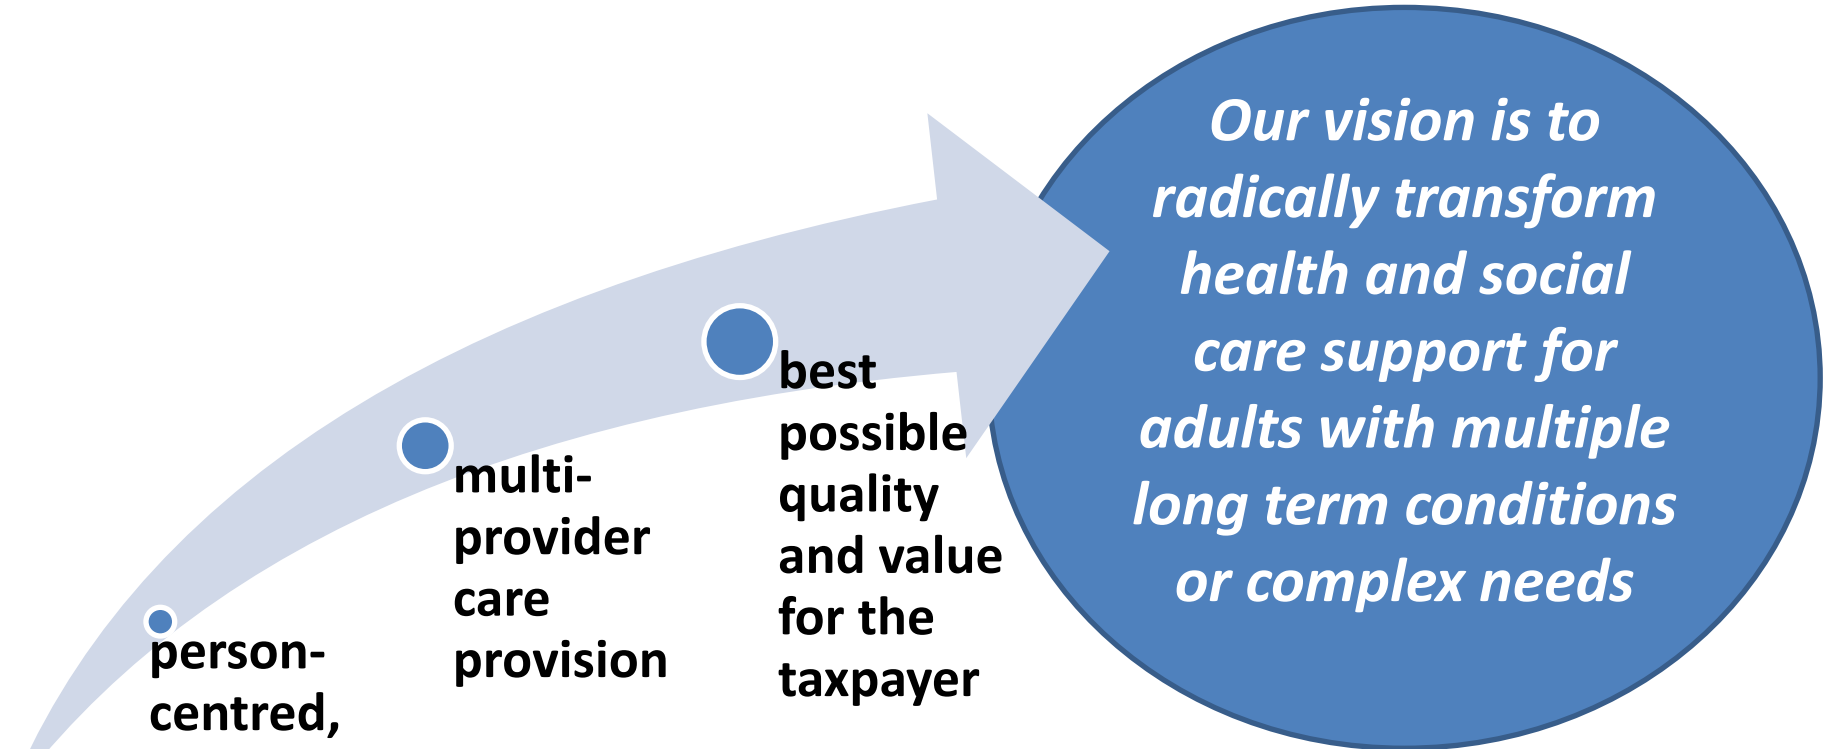 person-
centred,
multi-
provider
care
provision
best
possible
quality
and value
for the
taxpayer
Our vision is to
radically transform
health and social
care support for
adults with multiple
long term conditions
or complex needs